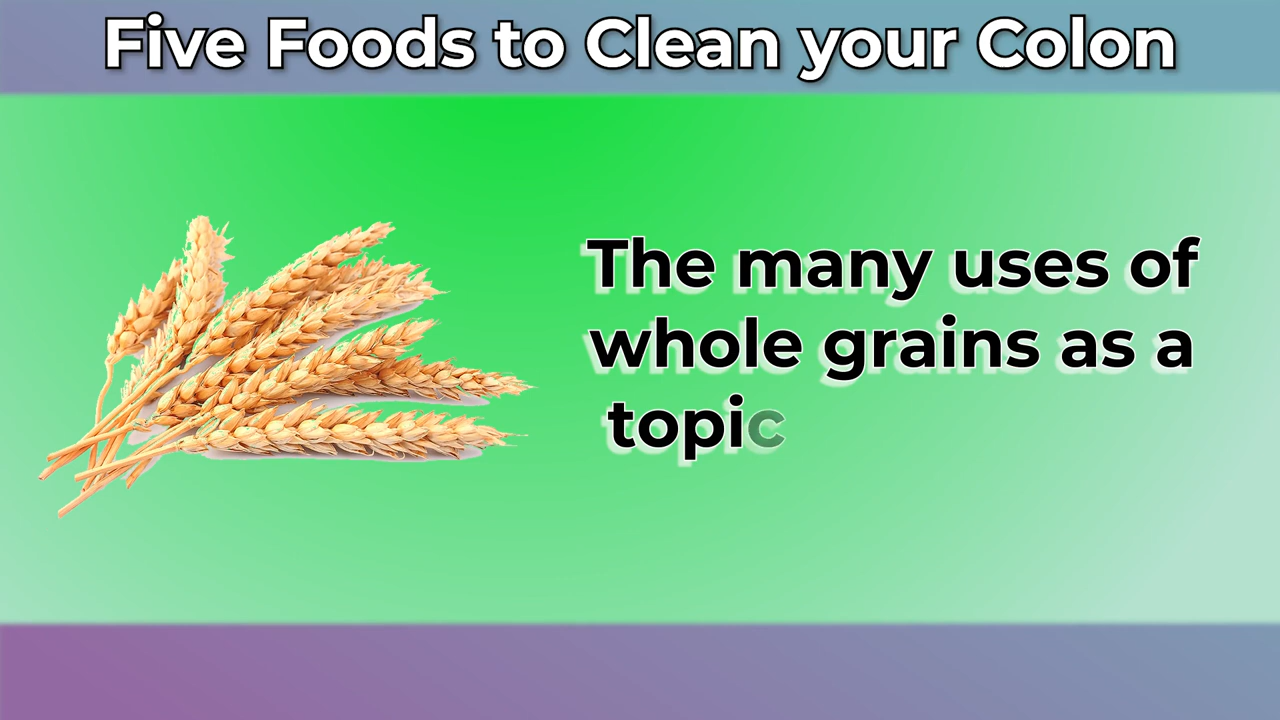 Five Foods to Clean your Colon
The many uses of
whole grains as a
topic